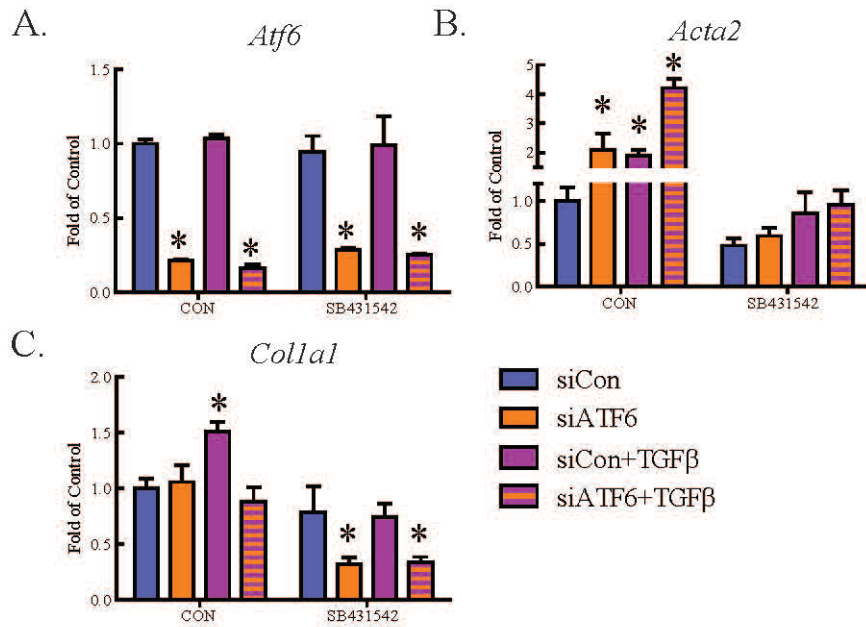 A.
Atf6
Fold of Control
1.5
1.0
0.5
0.0
*
*
*
*
CON
SB431542
B.
Acta2
Fold of Control
5
4
3
2
1.0
0.5
0.0
*
*
*
CON
SB431542
C.
Col1a1
Fold of Control
2.0
1.5
1.0
0.5
0.0
*
*
*
CON
SB431542
siCon
siATF6
siCon+TGFβ
siATF6+TGFβ